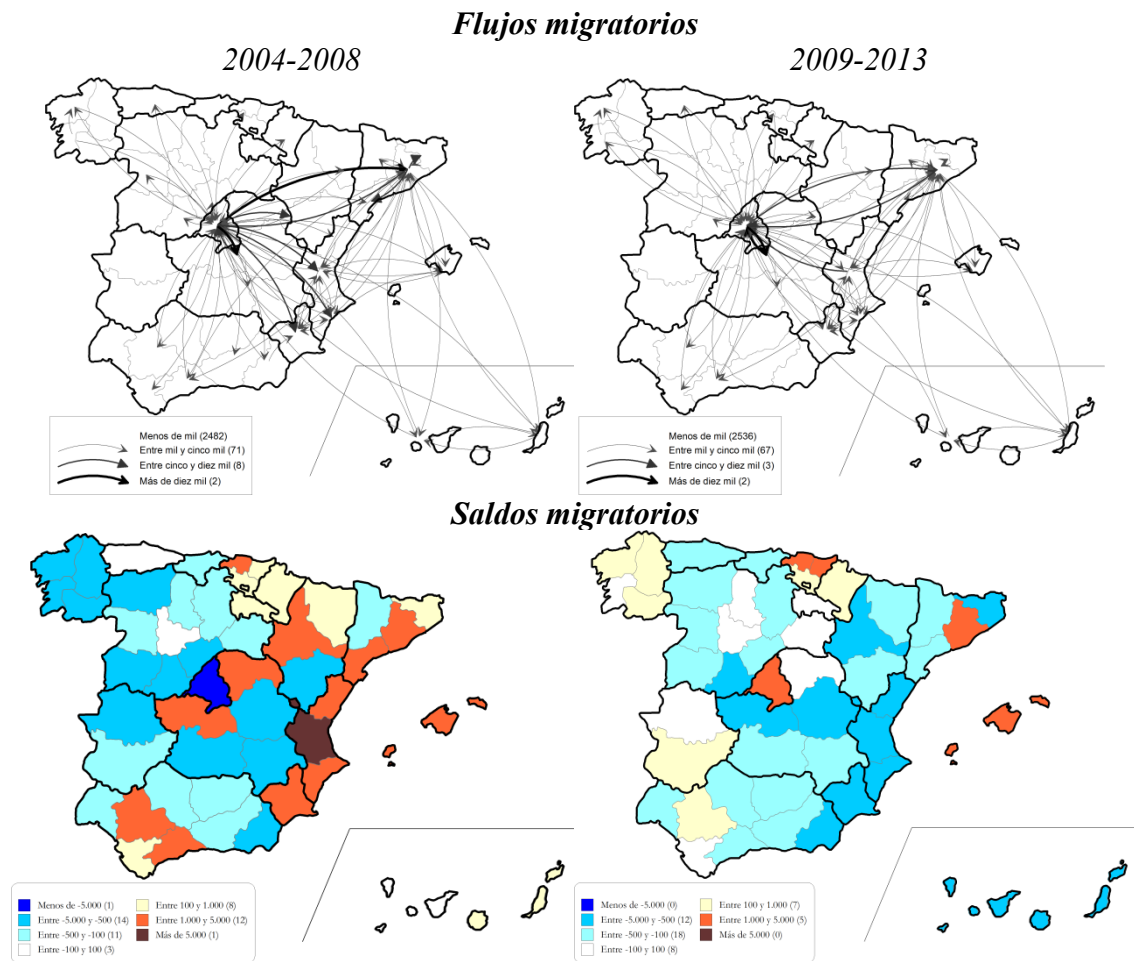 Flujos migratorios
2004-2008
2009-2013
Menos de mil (2482)
Entre mil y cinco mil (71)
Entre cinco y diez mil (8)
Más de diez mil (2)
Menos de mil (2536)
Entre mil y cinco mil (67)
Entre cinco y diez mil (3)
Más de diez mil (2)
Saldos migratorios
Menos de -5.000 (1)
Entre -5.000 y -500 (14)
Entre -500 y -100 (11)
Entre -100 y 100 (3)
Entre 100 y 1.000 (8)
Entre 1.000 y 5.000 (12)
Más de 5.000 (1)
Menos de -5.000 (0)
Entre -5.000 y -500 (12)
Entre -500 y -100 (18)
Entre -100 y 100 (8)
Entre 100 y 1.000 (7)
Entre 1.000 y 5.000 (5)
Más de 5.000 (0)